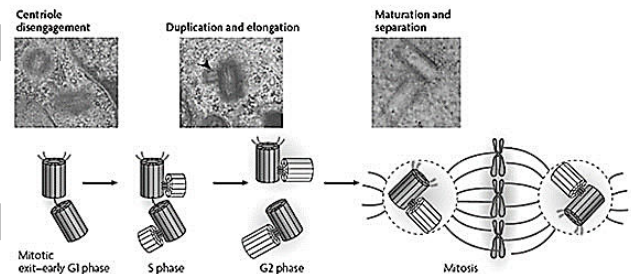 Centriole
disengagement
Duplication and elongation
Maturation and
separation
Mitotic
exit–early G1 phase
S phase
G2 phase
Mitosis